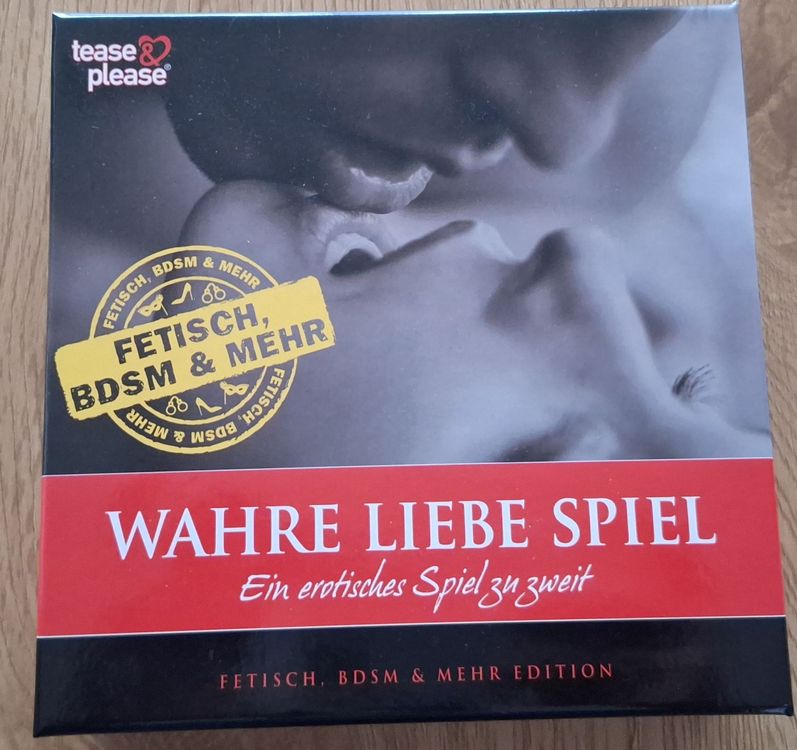 tease &
please®
FETISCH, BDSM & MEHR
FETISCH,
BDSM & MEHR
FETISCH, BDSM & MEHR
WAHRE LIEBE SPIEL
Ein erotisches Spiel zu zweit
FETISCH, BDSM & MEHR EDITION